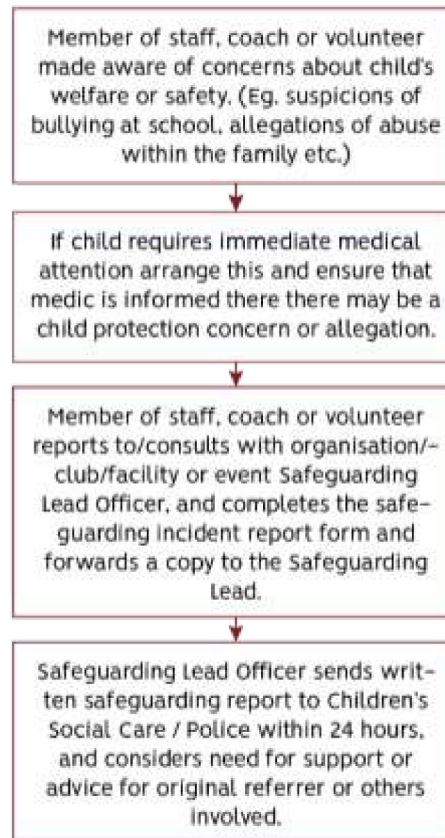 Member of staff, coach or volunteer
made aware of concerns about child's
welfare or safety. (Eg. suspicions of
bullying at school, allegations of abuse
within the family etc.)
If child requires immediate medical
attention arrange this and ensure that
medic is informed there there may be a
child protection concern or allegation.
Member of staff, coach or volunteer
reports to/consults with organisation/-
club/facility or event Safeguarding
Lead Officer, and completes the safe-
guarding incident report form and
forwards a copy to the Safeguarding
Lead.
Safeguarding Lead Officer sends writ-
ten safeguarding report to Children's
Social Care / Police within 24 hours,
and considers need for support or
advice for original referrer or others
involved.